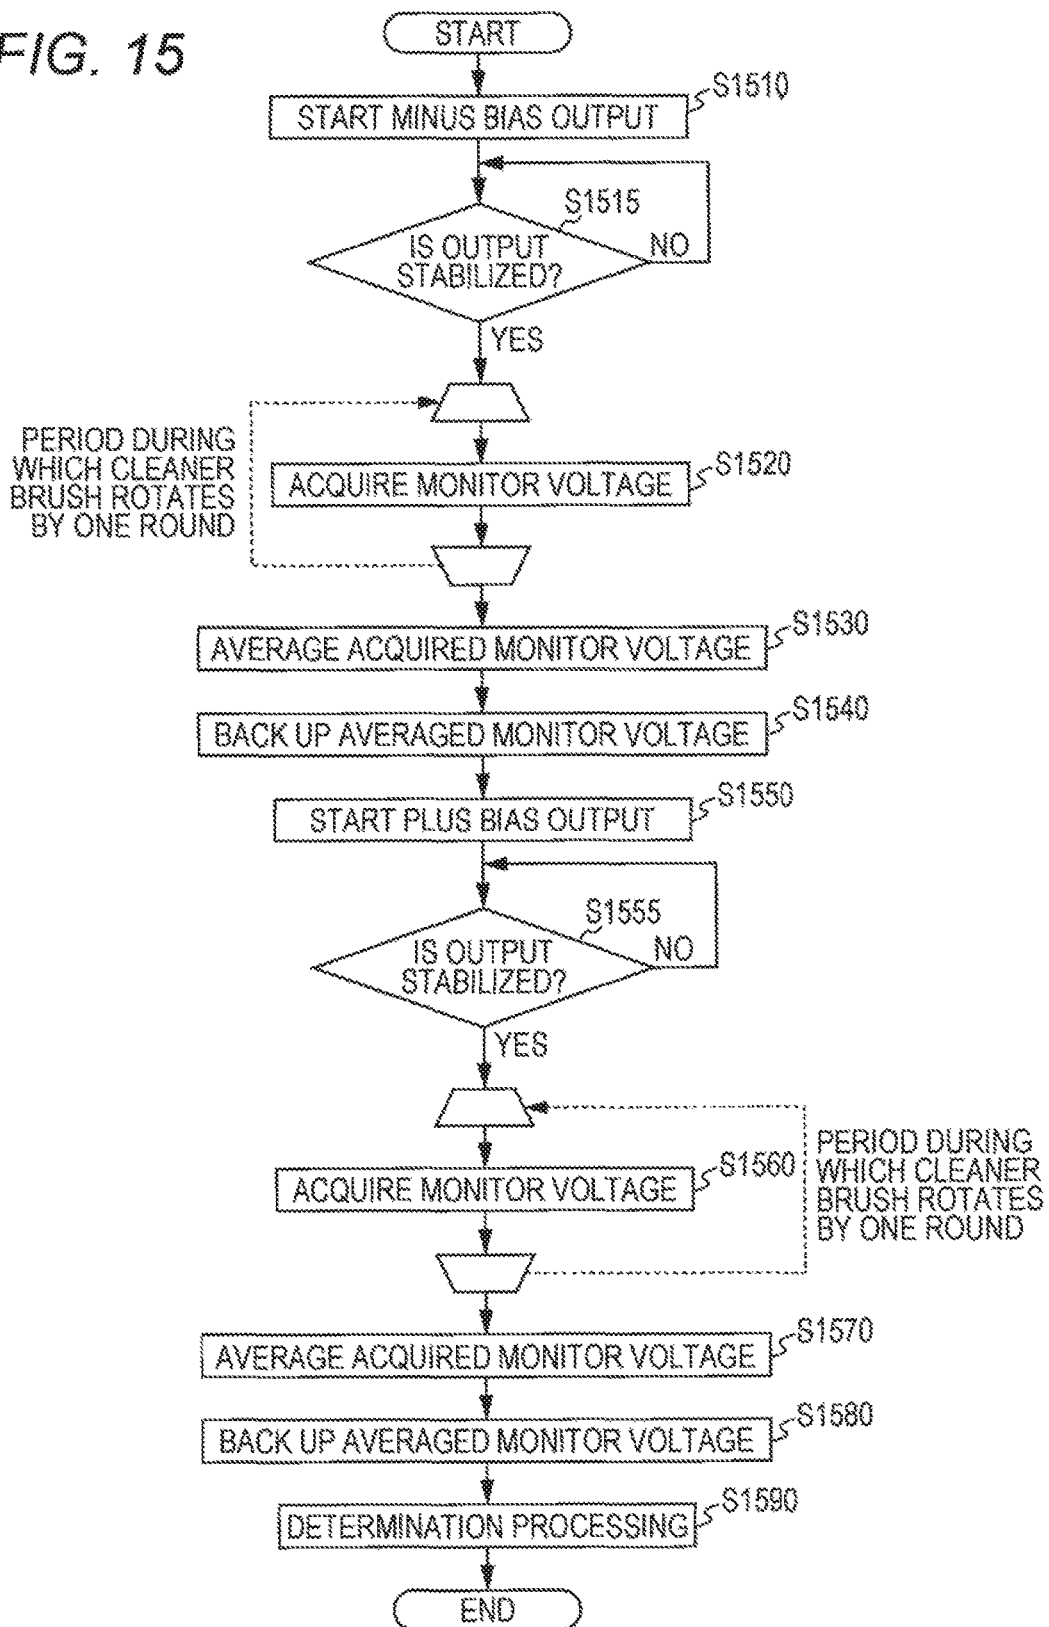 FIG. 15
START
S1510
START MINUS BIAS OUTPUT
S1515
IS OUTPUT
STABILIZED?
NO
YES
PERIOD DURING
WHICH CLEANER
BRUSH ROTATES
BY ONE ROUND
S1520
ACQUIRE MONITOR VOLTAGE
S1530
AVERAGE ACQUIRED MONITOR VOLTAGE
S1540
BACK UP AVERAGED MONITOR VOLTAGE
S1550
START PLUS BIAS OUTPUT
S1555
IS OUTPUT
STABILIZED?
NO
YES
S1560
ACQUIRE MONITOR VOLTAGE
PERIOD DURING
WHICH CLEANER
BRUSH ROTATES
BY ONE ROUND
S1570
AVERAGE ACQUIRED MONITOR VOLTAGE
S1580
BACK UP AVERAGED MONITOR VOLTAGE
S1590
DETERMINATION PROCESSING
END